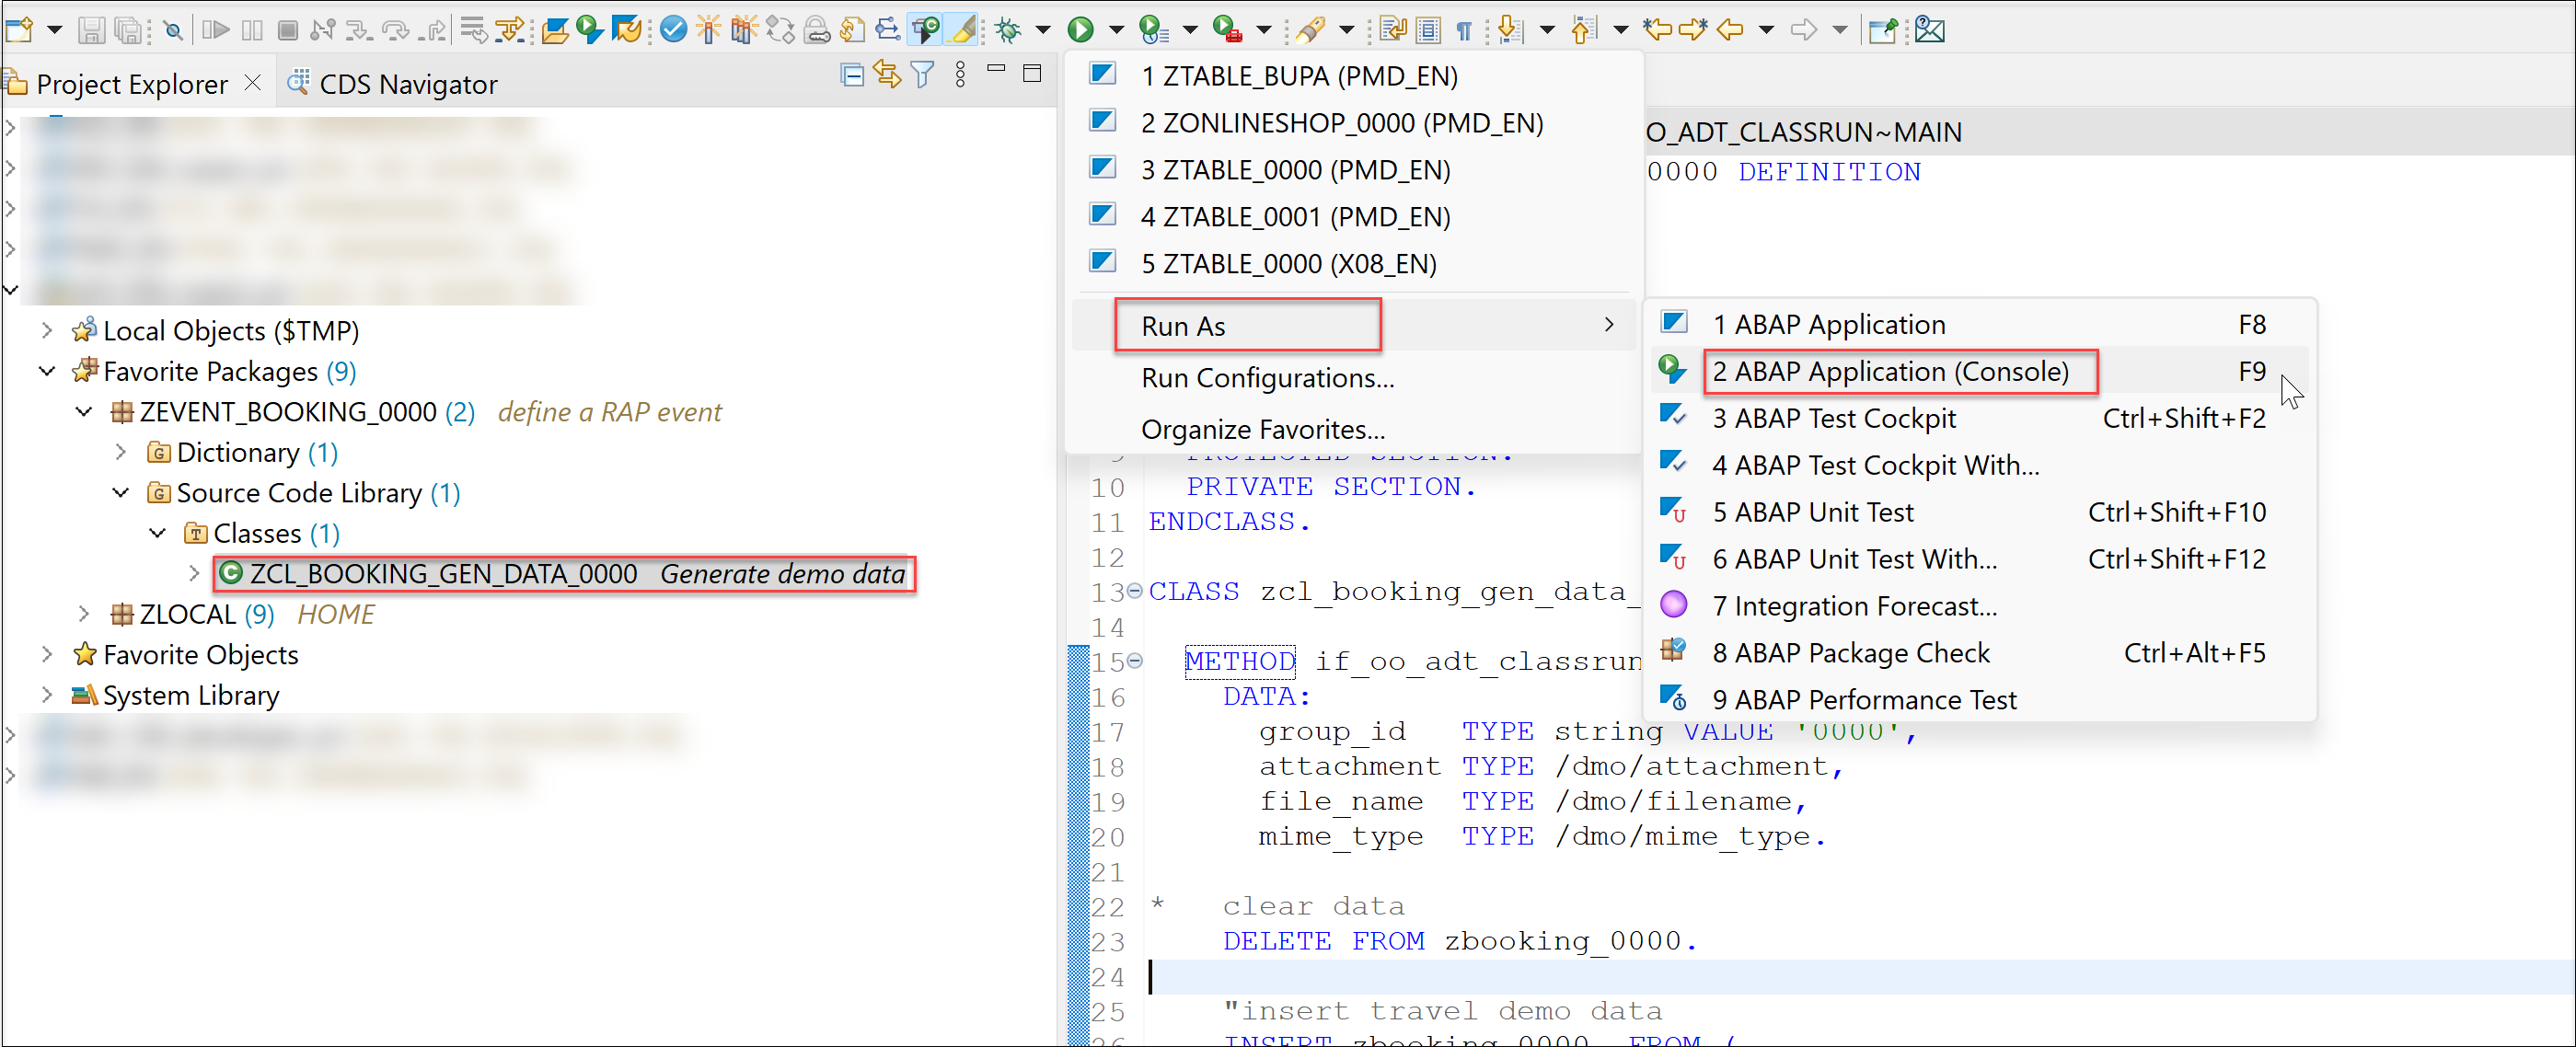 Project Explorer
CDS Navigator
Local Objects ($TMP)
Favorite Packages (9)
ZEVENT_BOOKING_0000 (2) define a RAP event
Dictionary (1)
Source Code Library (1)
Classes (1)
ZCL_BOOKING_GEN_DATA_0000 Generate demo data
ZLOCAL (9) HOME
Favorite Objects
System Library
1 ZTABLE_BUPA (PMD_EN)
2 ZONLINESHOP_0000 (PMD_EN)
3 ZTABLE_0000 (PMD_EN)
4 ZTABLE_0001 (PMD_EN)
5 ZTABLE_0000 (X08_EN)
Run As
Run Configurations...
Organize Favorites...
1 ABAP Application F8
2 ABAP Application (Console) F9
3 ABAP Test Cockpit Ctrl+Shift+F2
4 ABAP Test Cockpit With...
5 ABAP Unit Test Ctrl+Shift+F10
6 ABAP Unit Test With... Ctrl+Shift+F12
7 Integration Forecast...
8 ABAP Package Check Ctrl+Alt+F5
9 ABAP Performance Test
O_ADT_CLASSRUN~MAIN
0000 DEFINITION
9 PROTECTED SECTION.
10 PRIVATE SECTION.
11 ENDCLASS.
12
13 CLASS zcl_booking_gen_data_
14
15 METHOD if_oo_adt_classrun
16 DATA:
17 group_id TYPE string VALUE '0000',
18 attachment TYPE /dmo/attachment,
19 file_name TYPE /dmo/filename,
20 mime_type TYPE /dmo/mime_type.
21
22 * clear data
23 DELETE FROM zbooking_0000.
24
25 "insert travel demo data
26 INSERT zbooking_0000 FROM (